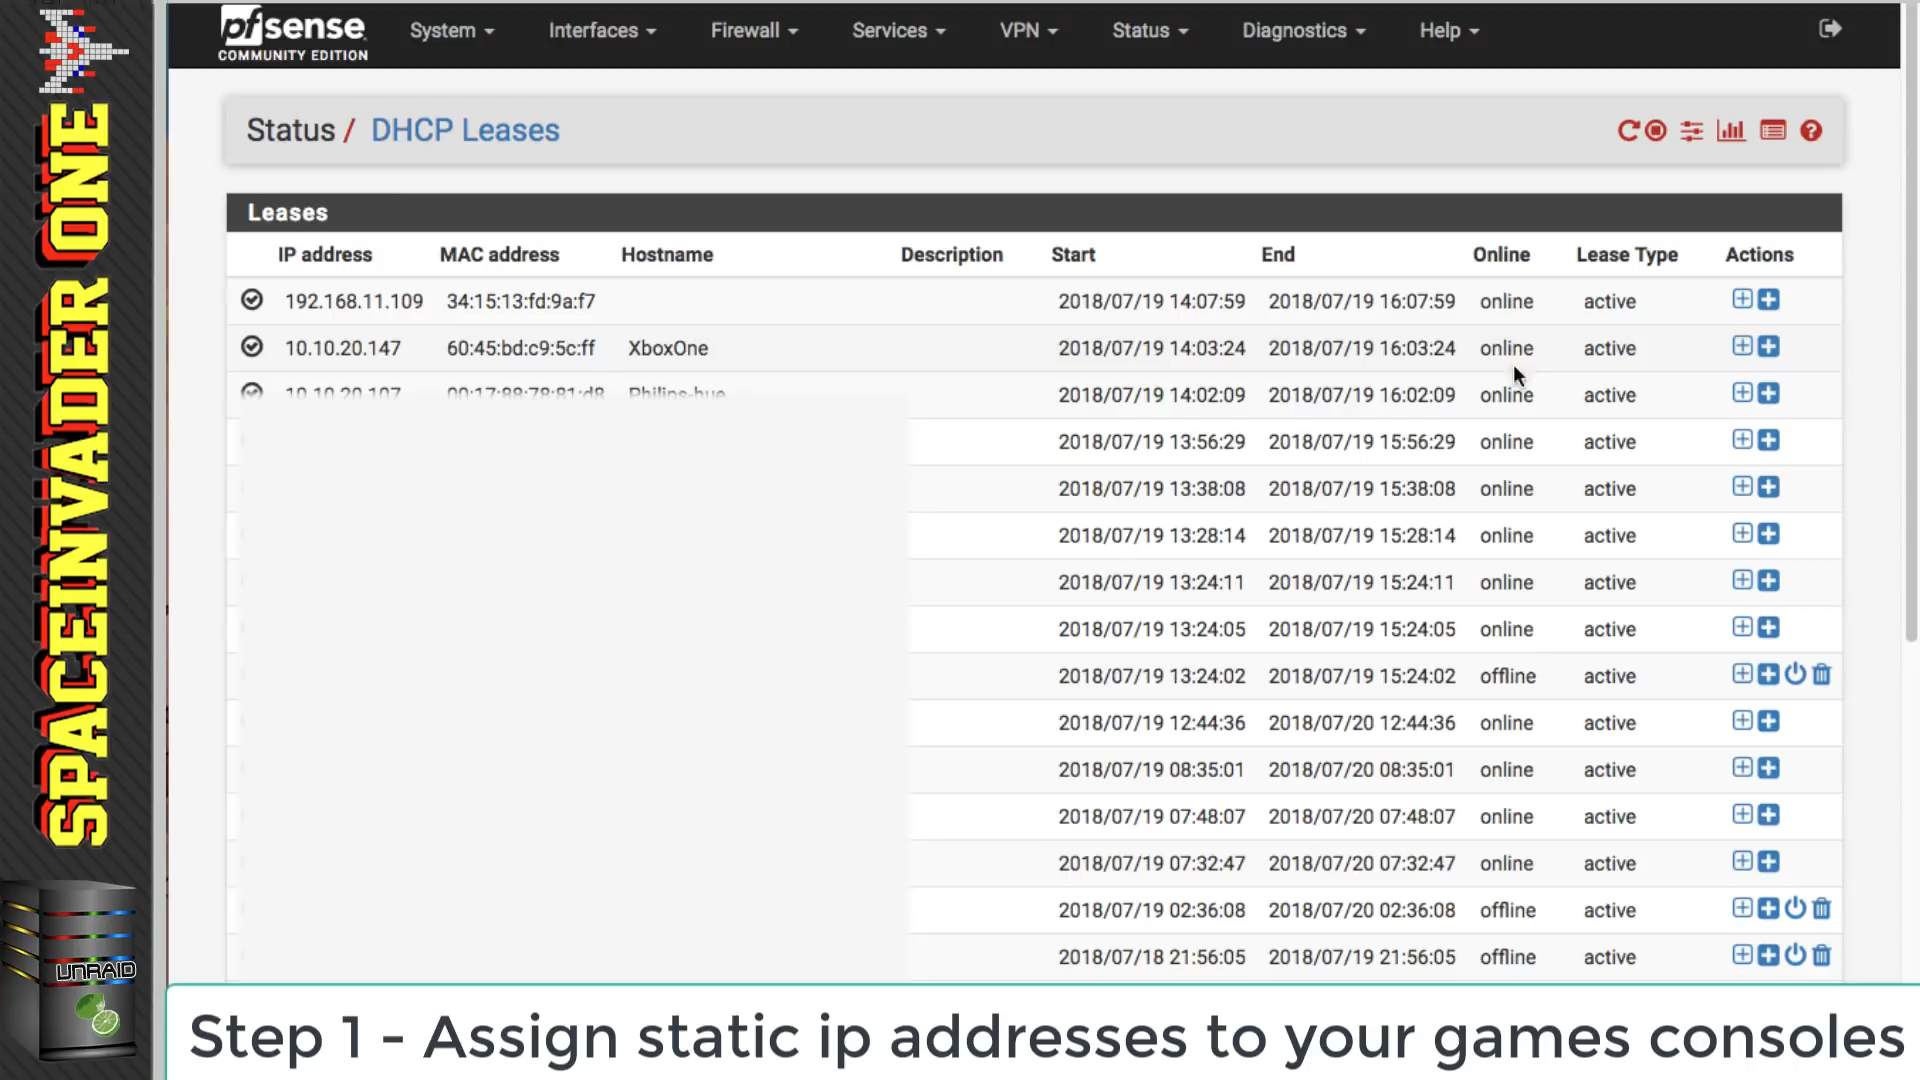 pfsense
COMMUNITY EDITION
System Interfaces Firewall Services VPN Status Diagnostics Help
Status / DHCP Leases
Leases
IP address MAC address Hostname Description Start End Online Lease Type Actions
192.168.11.109 34:15:13:fd:9a:f7 2018/07/19 14:07:59 2018/07/19 16:07:59 online active
10.10.20.147 60:45:bd:c9:5c:ff XboxOne 2018/07/19 14:03:24 2018/07/19 16:03:24 online active
10.10.20.107 00:17:88:78:81:d8 Philips-hue 2018/07/19 14:02:09 2018/07/19 16:02:09 online active
2018/07/19 13:56:29 2018/07/19 15:56:29 online active
2018/07/19 13:38:08 2018/07/19 15:38:08 online active
2018/07/19 13:28:14 2018/07/19 15:28:14 online active
2018/07/19 13:24:11 2018/07/19 15:24:11 online active
2018/07/19 13:24:05 2018/07/19 15:24:05 online active
2018/07/19 13:24:02 2018/07/19 15:24:02 offline active
2018/07/19 12:44:36 2018/07/20 12:44:36 online active
2018/07/19 08:35:01 2018/07/20 08:35:01 online active
2018/07/19 07:48:07 2018/07/20 07:48:07 online active
2018/07/19 07:32:47 2018/07/20 07:32:47 online active
2018/07/19 02:36:08 2018/07/20 02:36:08 offline active
2018/07/18 21:56:05 2018/07/19 21:56:05 offline active
Step 1 - Assign static ip addresses to your games consoles
SPACEINVADER ONE
UNRAID